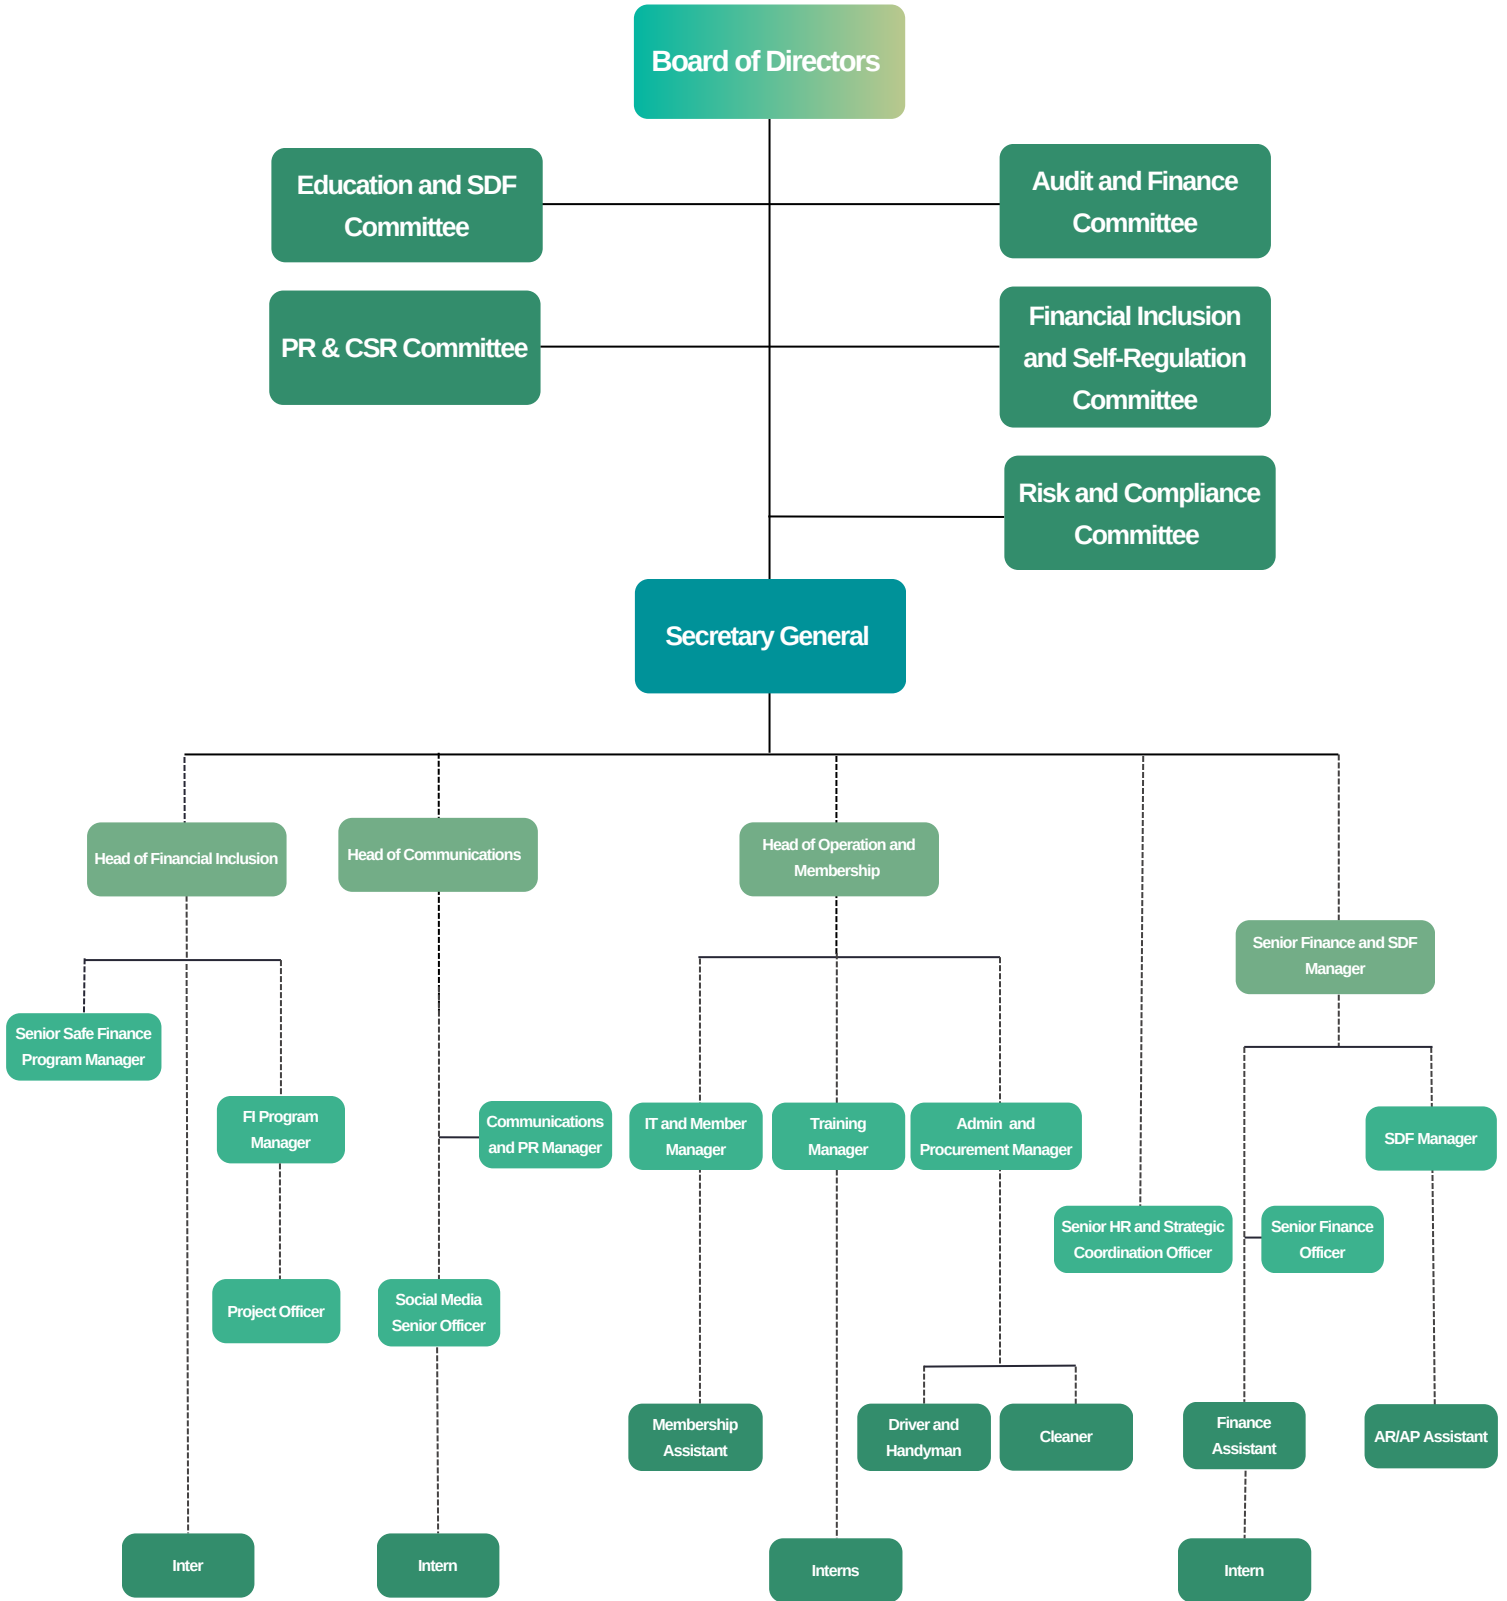 Board of Directors
Education and SDF
Committee
Audit and Finance
Committee
PR & CSR Committee
Financial Inclusion
and Self-Regulation
Committee
Risk and Compliance
Committee
Secretary General
Head of Financial Inclusion
Head of Communications
Head of Operation and
Membership
Senior Finance and SDF
Manager
Senior Safe Finance
Program Manager
FI Program
Manager
Communications
and PR Manager
IT and Member
Manager
Training
Manager
Admin and
Procurement Manager
SDF Manager
Senior HR and Strategic
Coordination Officer
Senior Finance
Officer
Project Officer
Social Media
Senior Officer
Membership
Assistant
Driver and
Handyman
Cleaner
Finance
Assistant
AR/AP Assistant
Inter
Intern
Interns
Intern